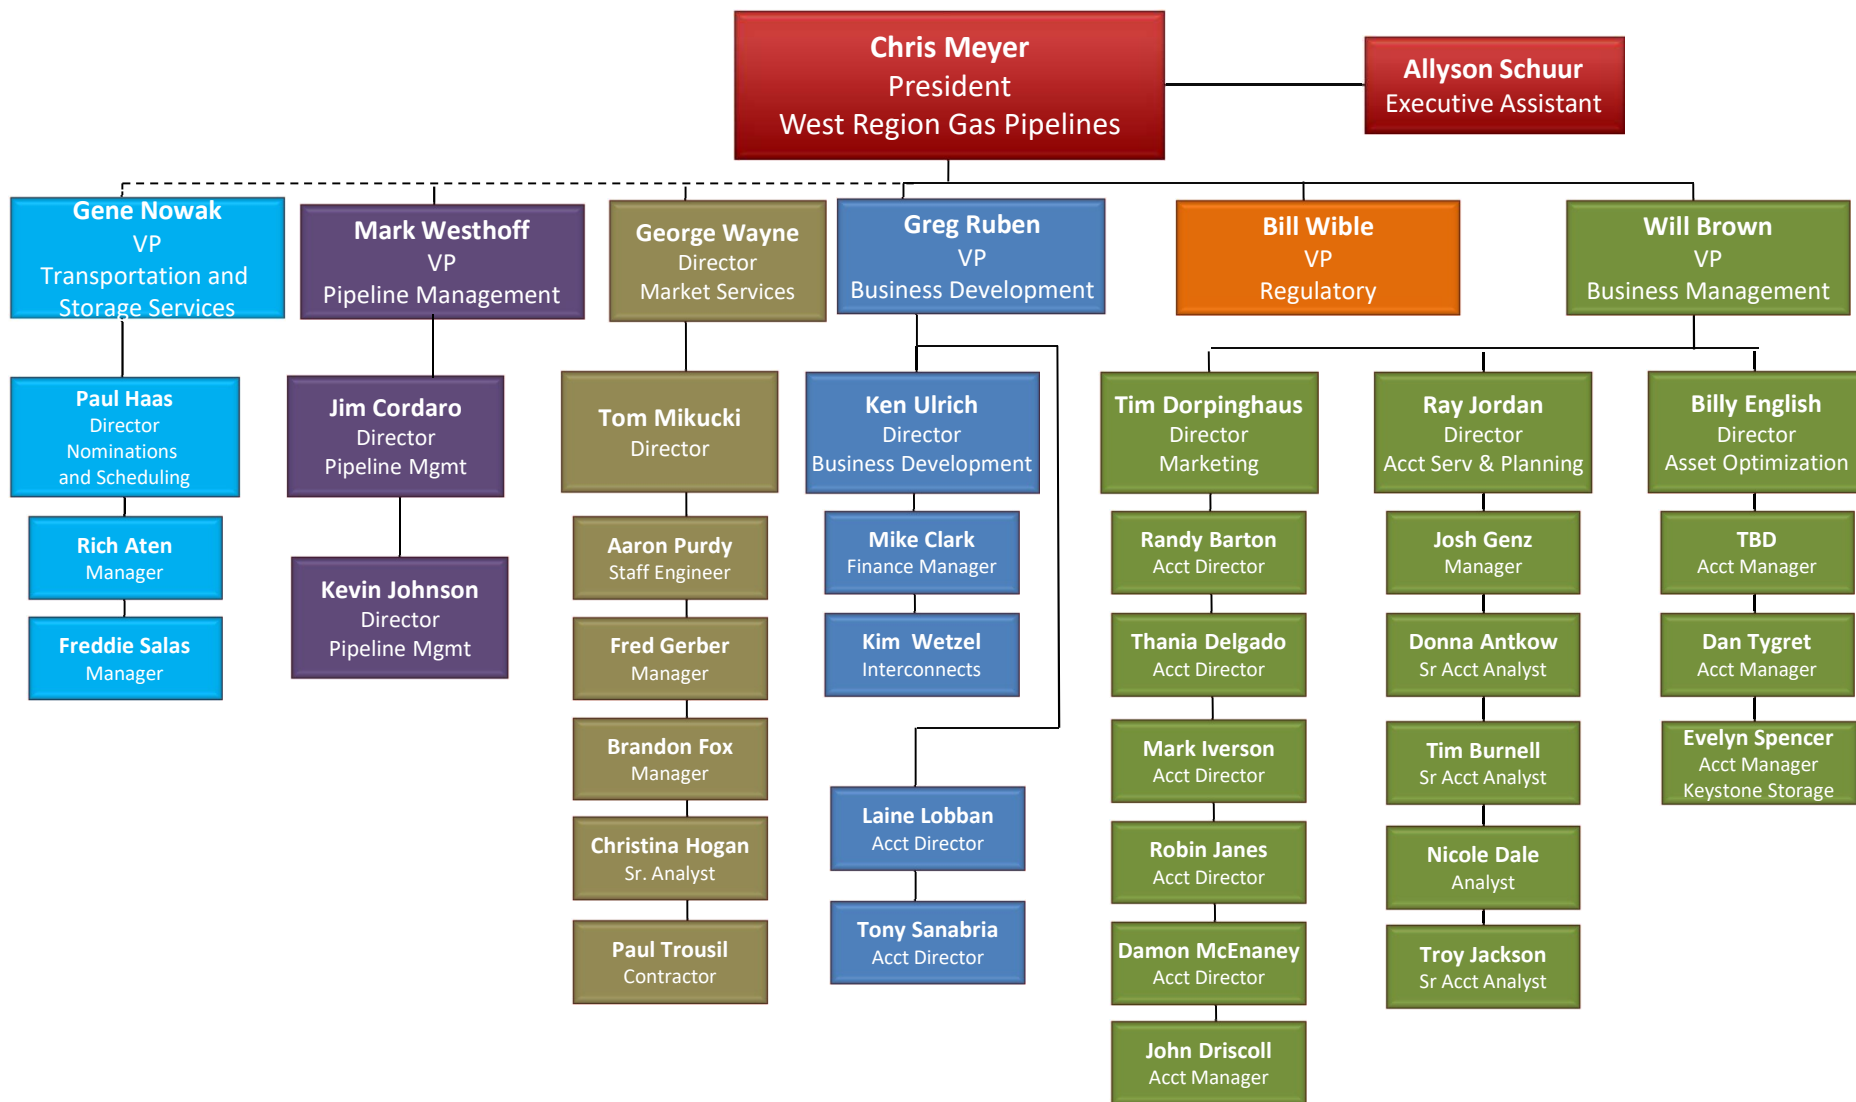 Chris Meyer
President
West Region Gas Pipelines
Allyson Schuur
Executive Assistant
Gene Nowak
VP
Transportation and
Storage Services
Mark Westhoff
VP
Pipeline Management
George Wayne
Director
Market Services
Greg Ruben
VP
Business Development
Bill Wible
VP
Regulatory
Will Brown
VP
Business Management
Paul Haas
Director
Nominations
and Scheduling
Rich Aten
Manager
Freddie Salas
Manager
Jim Cordaro
Director
Pipeline Mgmt
Kevin Johnson
Director
Pipeline Mgmt
Tom Mikucki
Director
Aaron Purdy
Staff Engineer
Fred Gerber
Manager
Brandon Fox
Manager
Christina Hogan
Sr. Analyst
Paul Trousil
Contractor
Ken Ulrich
Director
Business Development
Mike Clark
Finance Manager
Kim Wetzel
Interconnects
Laine Lobban
Acct Director
Tony Sanabria
Acct Director
Tim Dorpinghaus
Director
Marketing
Randy Barton
Acct Director
Thania Delgado
Acct Director
Mark Iverson
Acct Director
Robin Janes
Acct Director
Damon McEnaney
Acct Director
John Driscoll
Acct Manager
Ray Jordan
Director
Acct Serv & Planning
Josh Genz
Manager
Donna Antkow
Sr Acct Analyst
Tim Burnell
Sr Acct Analyst
Nicole Dale
Analyst
Troy Jackson
Sr Acct Analyst
Billy English
Director
Asset Optimization
TBD
Acct Manager
Dan Tygret
Acct Manager
Evelyn Spencer
Acct Manager
Keystone Storage